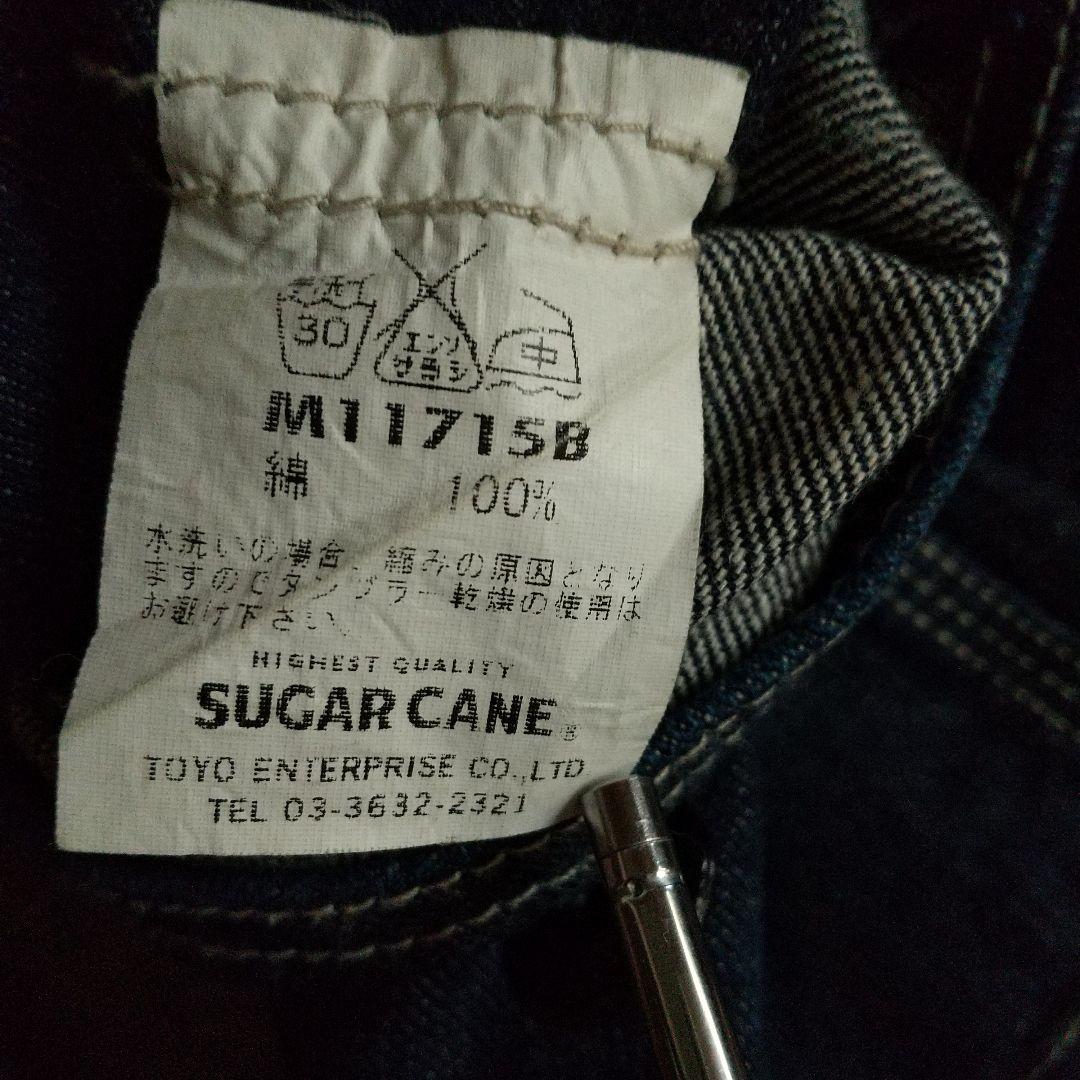 手洗イ
30
エンソ
サラシ
中
M11715B
綿 100%
水洗いの場合、縮みの原因となり
ますのでタンブラー乾燥の使用は
お避け下さい。
HIGHEST QUALITY
SUGAR CANE®
TOYO ENTERPRISE CO.,LTD
TEL 03-3632-2321